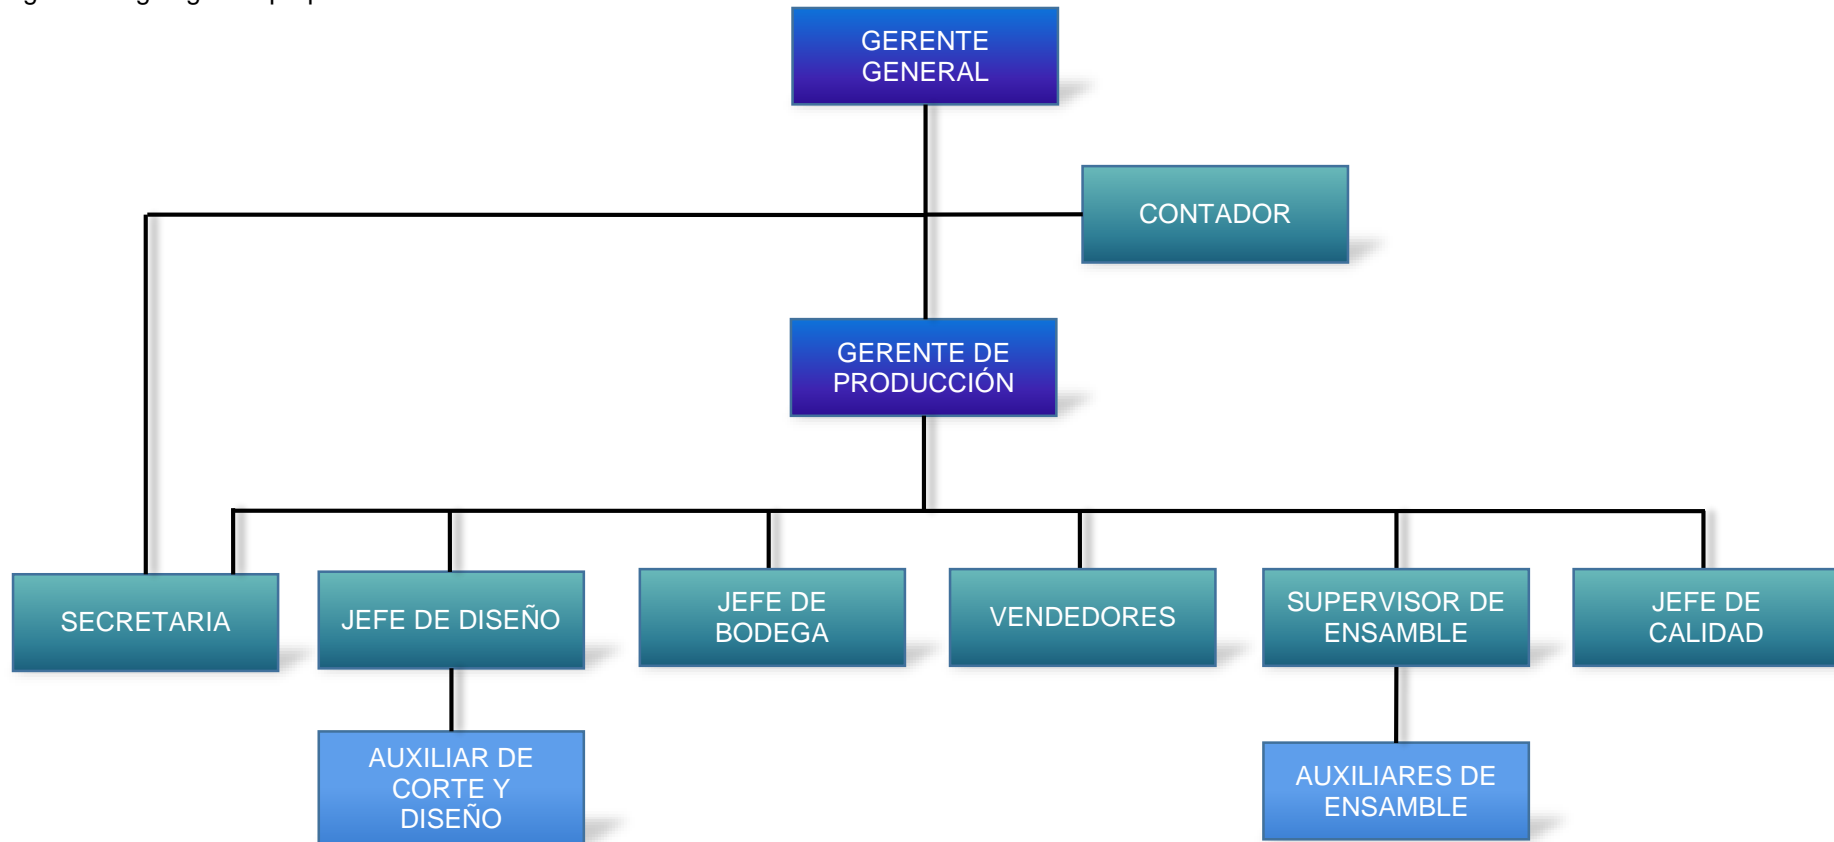 GERENTE
GENERAL
CONTADOR
GERENTE DE
PRODUCCIÓN
SECRETARIA
JEFE DE DISEÑO
JEFE DE
BODEGA
VENDEDORES
SUPERVISOR DE
ENSAMBLE
JEFE DE
CALIDAD
AUXILIAR DE
CORTE Y
DISEÑO
AUXILIARES DE
ENSAMBLE